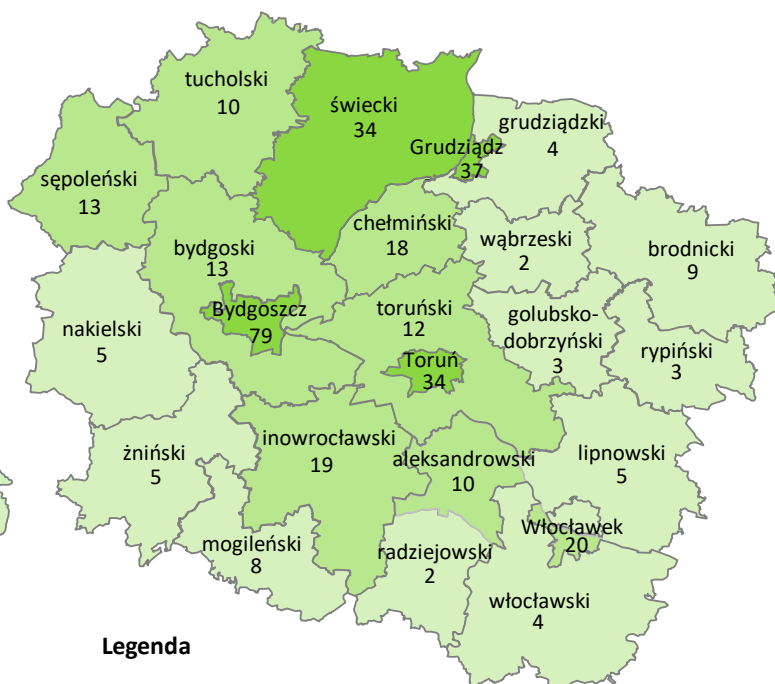 tucholski
10
świecki
34
grudziądzki
4
Grudziądz
37
sępoleński
13
chełmiński
18
wąbrzeski
2
brodnicki
9
bydgoski
13
Bydgoszcz
79
toruński
12
golubsko-
dobrzyński
3
nakielski
5
rypiński
3
Toruń
34
żniński
5
inowrocławski
19
aleksandrowski
10
lipnowski
5
mogileński
8
radziejowski
2
Włocławek
20
włocławski
4
Legenda